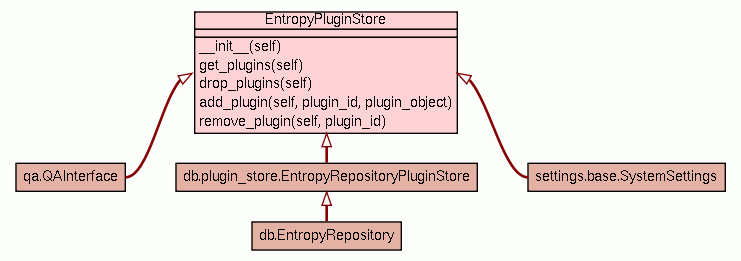 EntropyPluginStore
__init__(self)
get_plugins(self)
drop_plugins(self)
add_plugin(self, plugin_id, plugin_object)
remove_plugin(self, plugin_id)
qa.QAInterface
db.plugin_store.EntropyRepositoryPluginStore
settings.base.SystemSettings
db.EntropyRepository